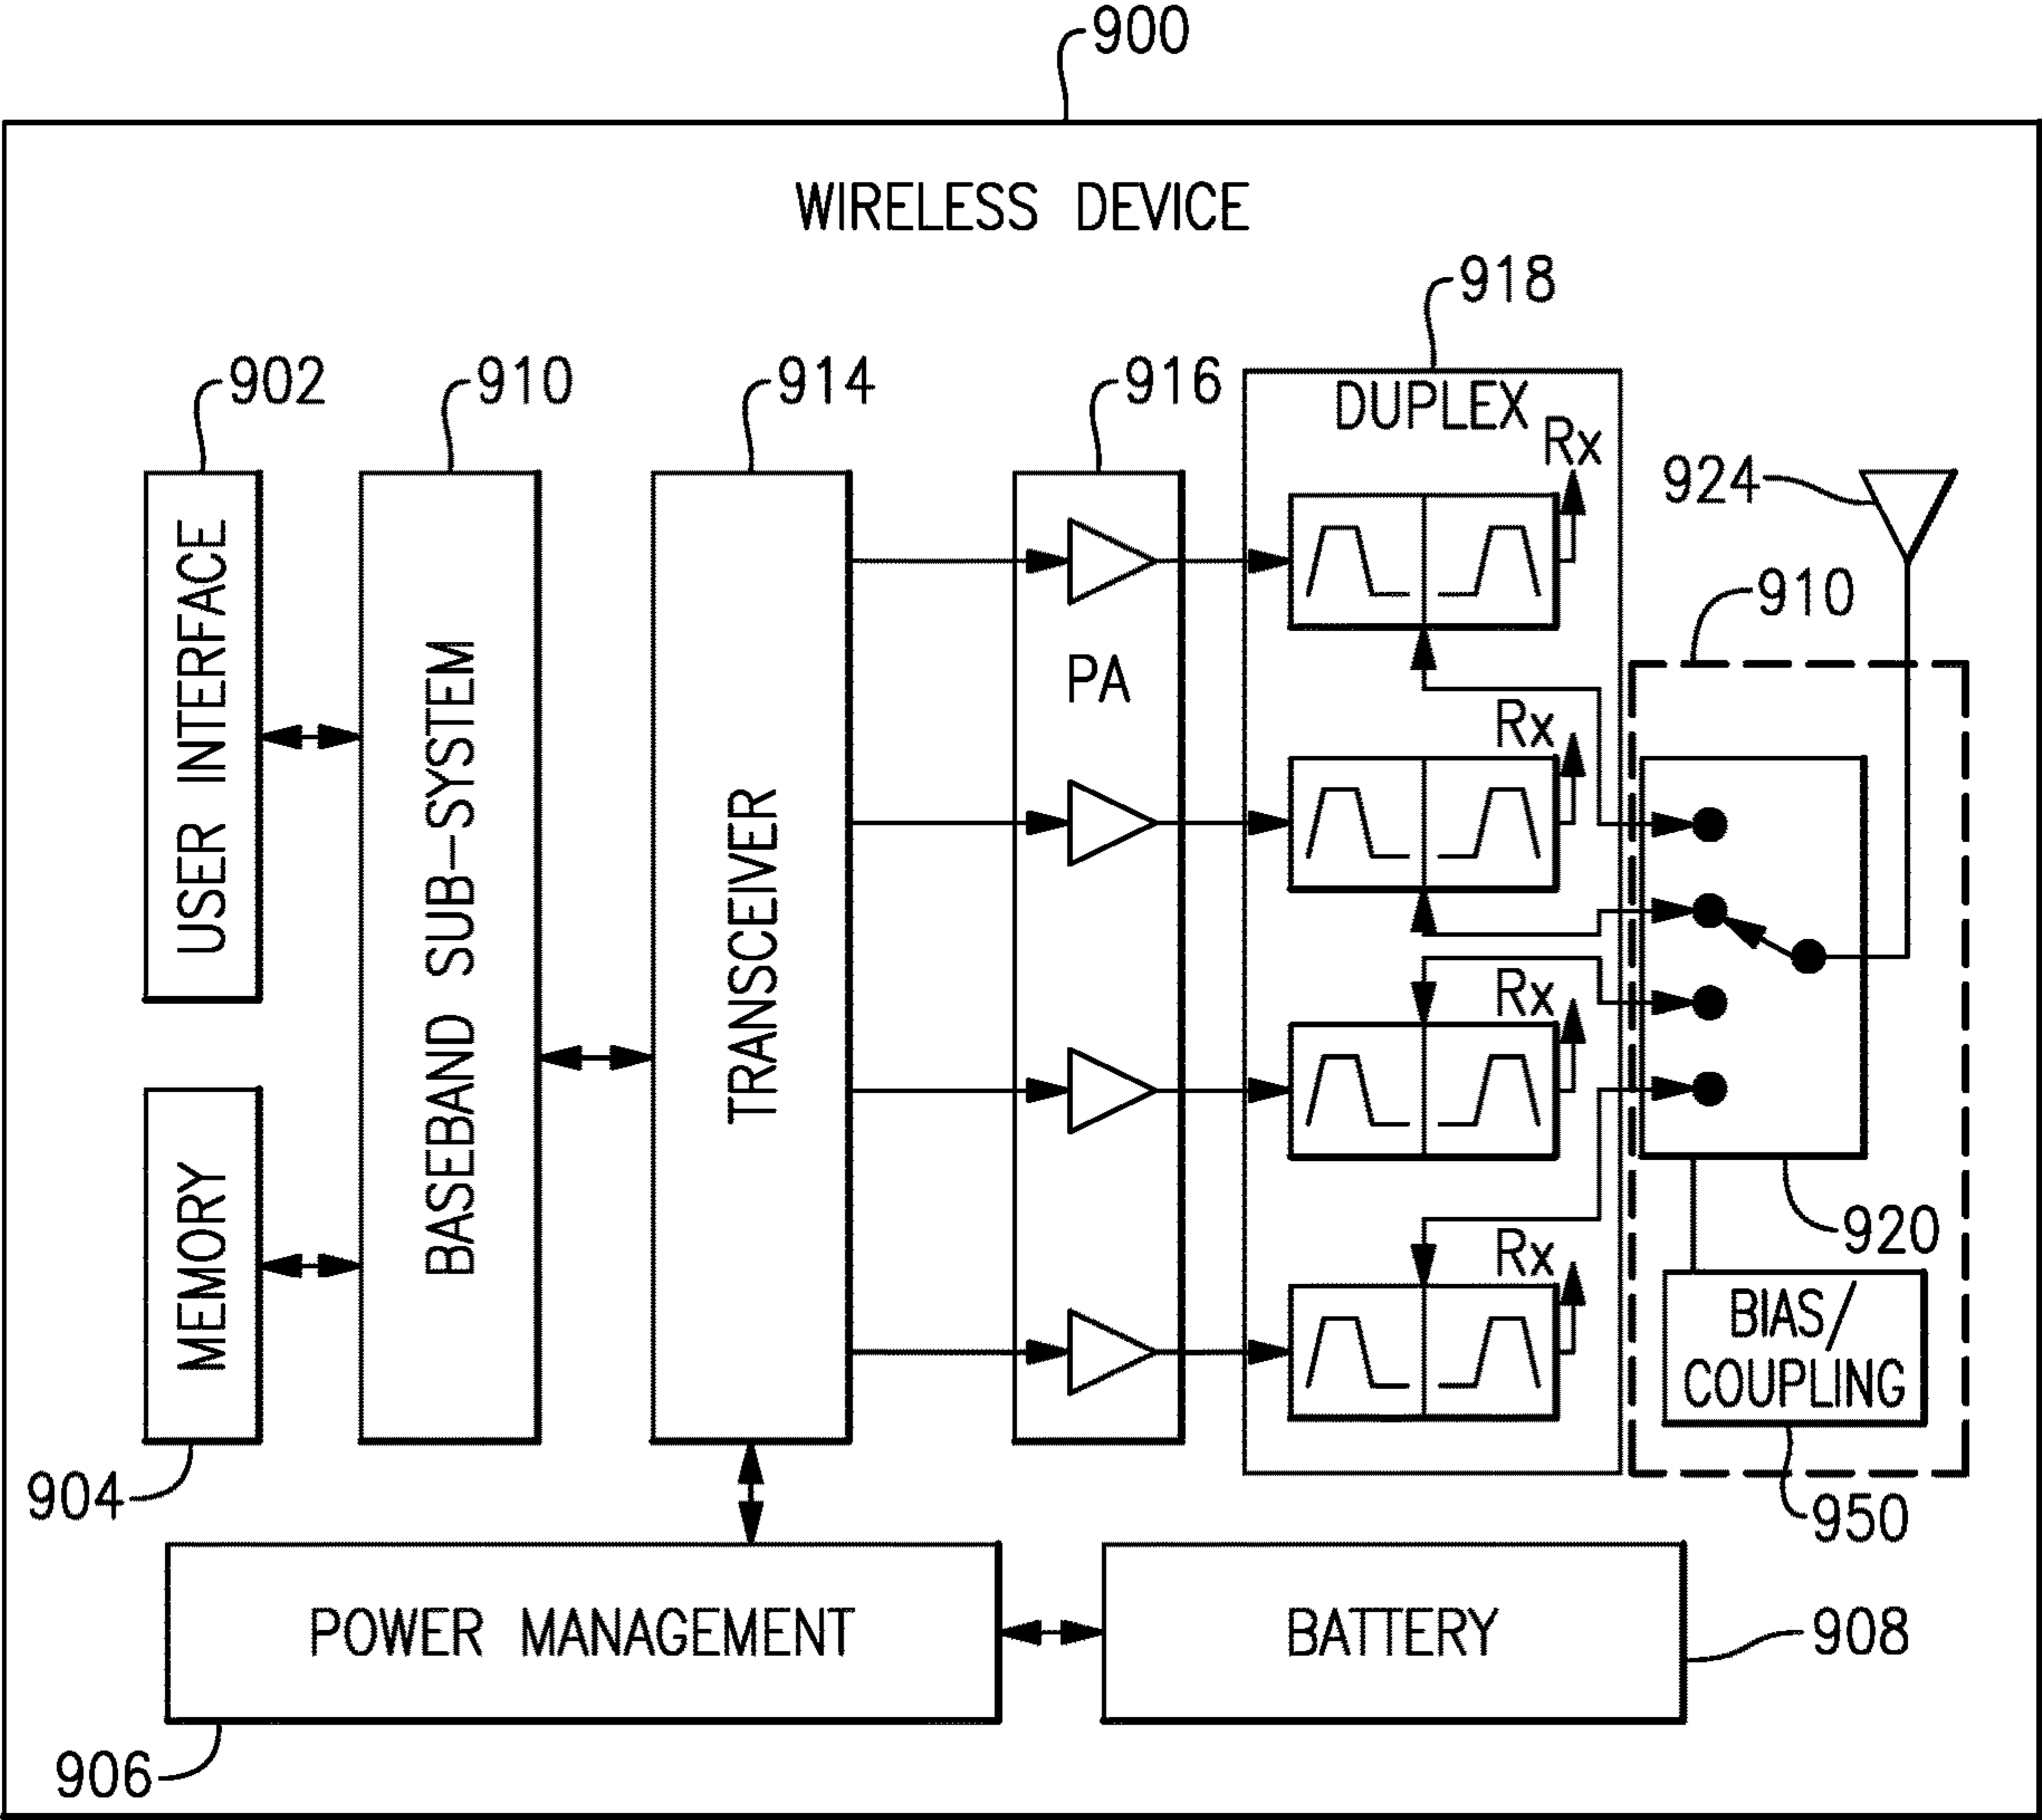 900
WIRELESS DEVICE
918
902
910
914
916
DUPLEX
Rx
924
910
USER INTERFACE
BASEBAND SUB-SYSTEM
TRANSCEIVER
PA
Rx
Rx
MEMORY
Rx
920
BIAS/
COUPLING
904
950
POWER MANAGEMENT
BATTERY
908
906